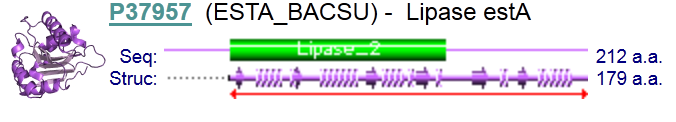 P37957 (ESTA_BACSU) - Lipase estA
Seq: Lipase_2 212 a.a.
Struc: 179 a.a.